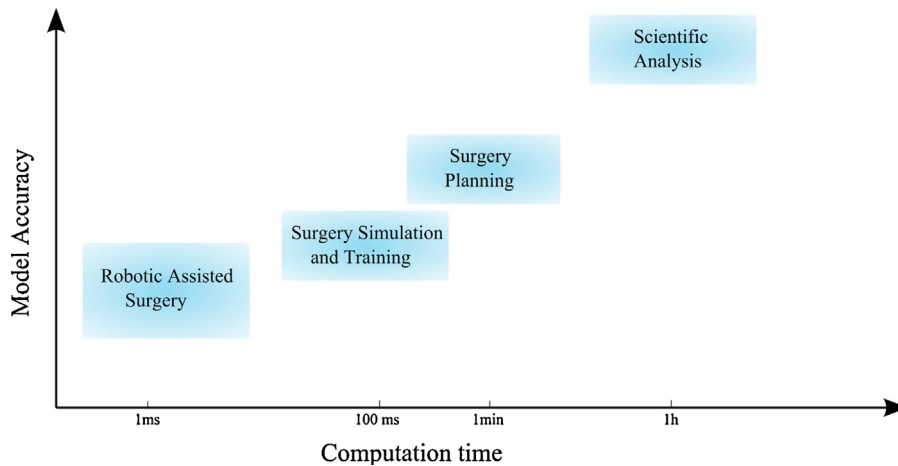 Scientific
Analysis
Surgery
Planning
Surgery Simulation
and Training
Robotic Assisted
Surgery
Model Accuracy
1ms
100 ms
1min
1h
Computation time